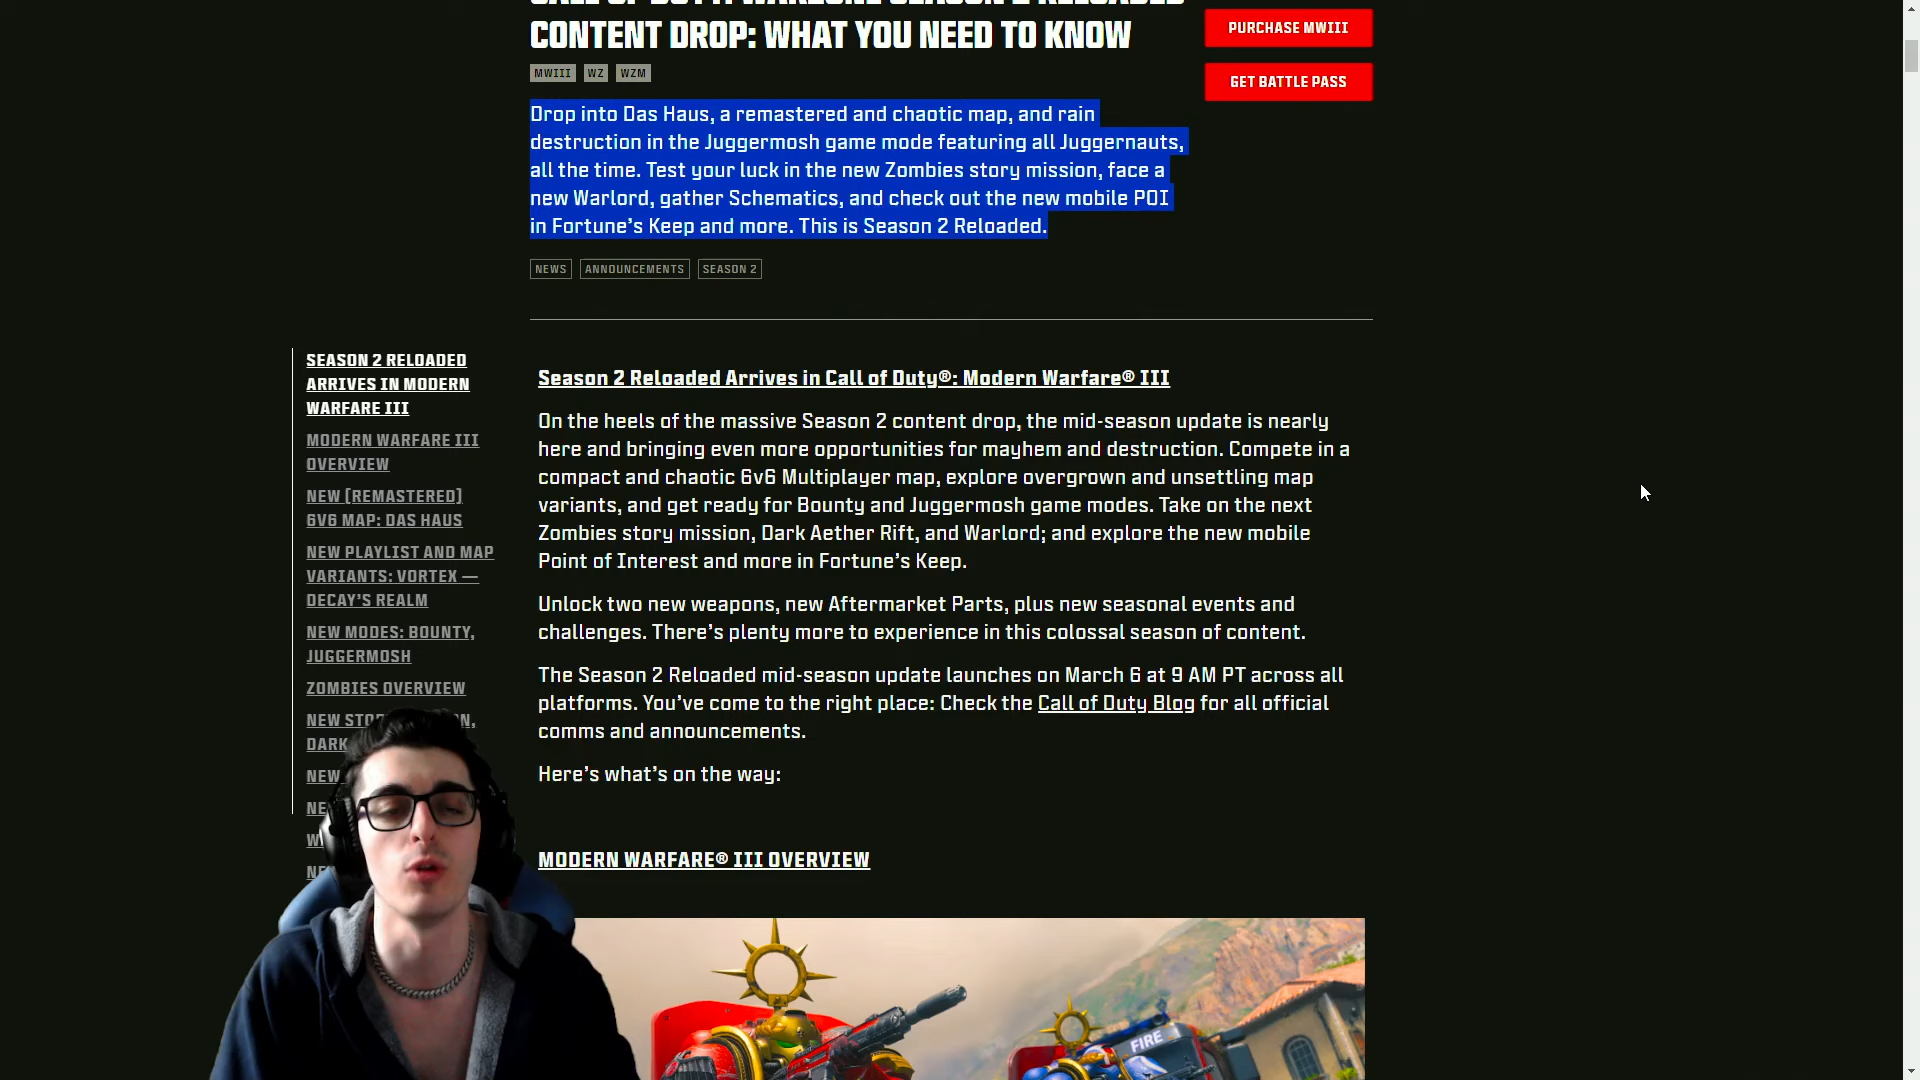 CONTENT DROP: WHAT YOU NEED TO KNOW
PURCHASE MWIII
GET BATTLE PASS
MWIII WZ WZM
Drop into Das Haus, a remastered and chaotic map, and rain
destruction in the Juggermosh game mode featuring all Juggernauts,
all the time. Test your luck in the new Zombies story mission, face a
new Warlord, gather Schematics, and check out the new mobile POI
in Fortune's Keep and more. This is Season 2 Reloaded.
NEWS ANNOUNCEMENTS SEASON 2
SEASON 2 RELOADED
ARRIVES IN MODERN
WARFARE III
MODERN WARFARE III
OVERVIEW
NEW [REMASTERED]
6V6 MAP: DAS HAUS
NEW PLAYLIST AND MAP
VARIANTS: VORTEX —
DECAY'S REALM
NEW MODES: BOUNTY,
JUGGERMOSH
ZOMBIES OVERVIEW
NEW
DARK
NEW
Season 2 Reloaded Arrives in Call of Duty®: Modern Warfare® III
On the heels of the massive Season 2 content drop, the mid-season update is nearly
here and bringing even more opportunities for mayhem and destruction. Compete in a
compact and chaotic 6v6 Multiplayer map, explore overgrown and unsettling map
variants, and get ready for Bounty and Juggermosh game modes. Take on the next
Zombies story mission, Dark Aether Rift, and Warlord; and explore the new mobile
Point of Interest and more in Fortune's Keep.
Unlock two new weapons, new Aftermarket Parts, plus new seasonal events and
challenges. There's plenty more to experience in this colossal season of content.
The Season 2 Reloaded mid-season update launches on March 6 at 9 AM PT across all
platforms. You've come to the right place: Check the Call of Duty Blog for all official
comms and announcements.
Here's what's on the way:
MODERN WARFARE® III OVERVIEW
FIRE